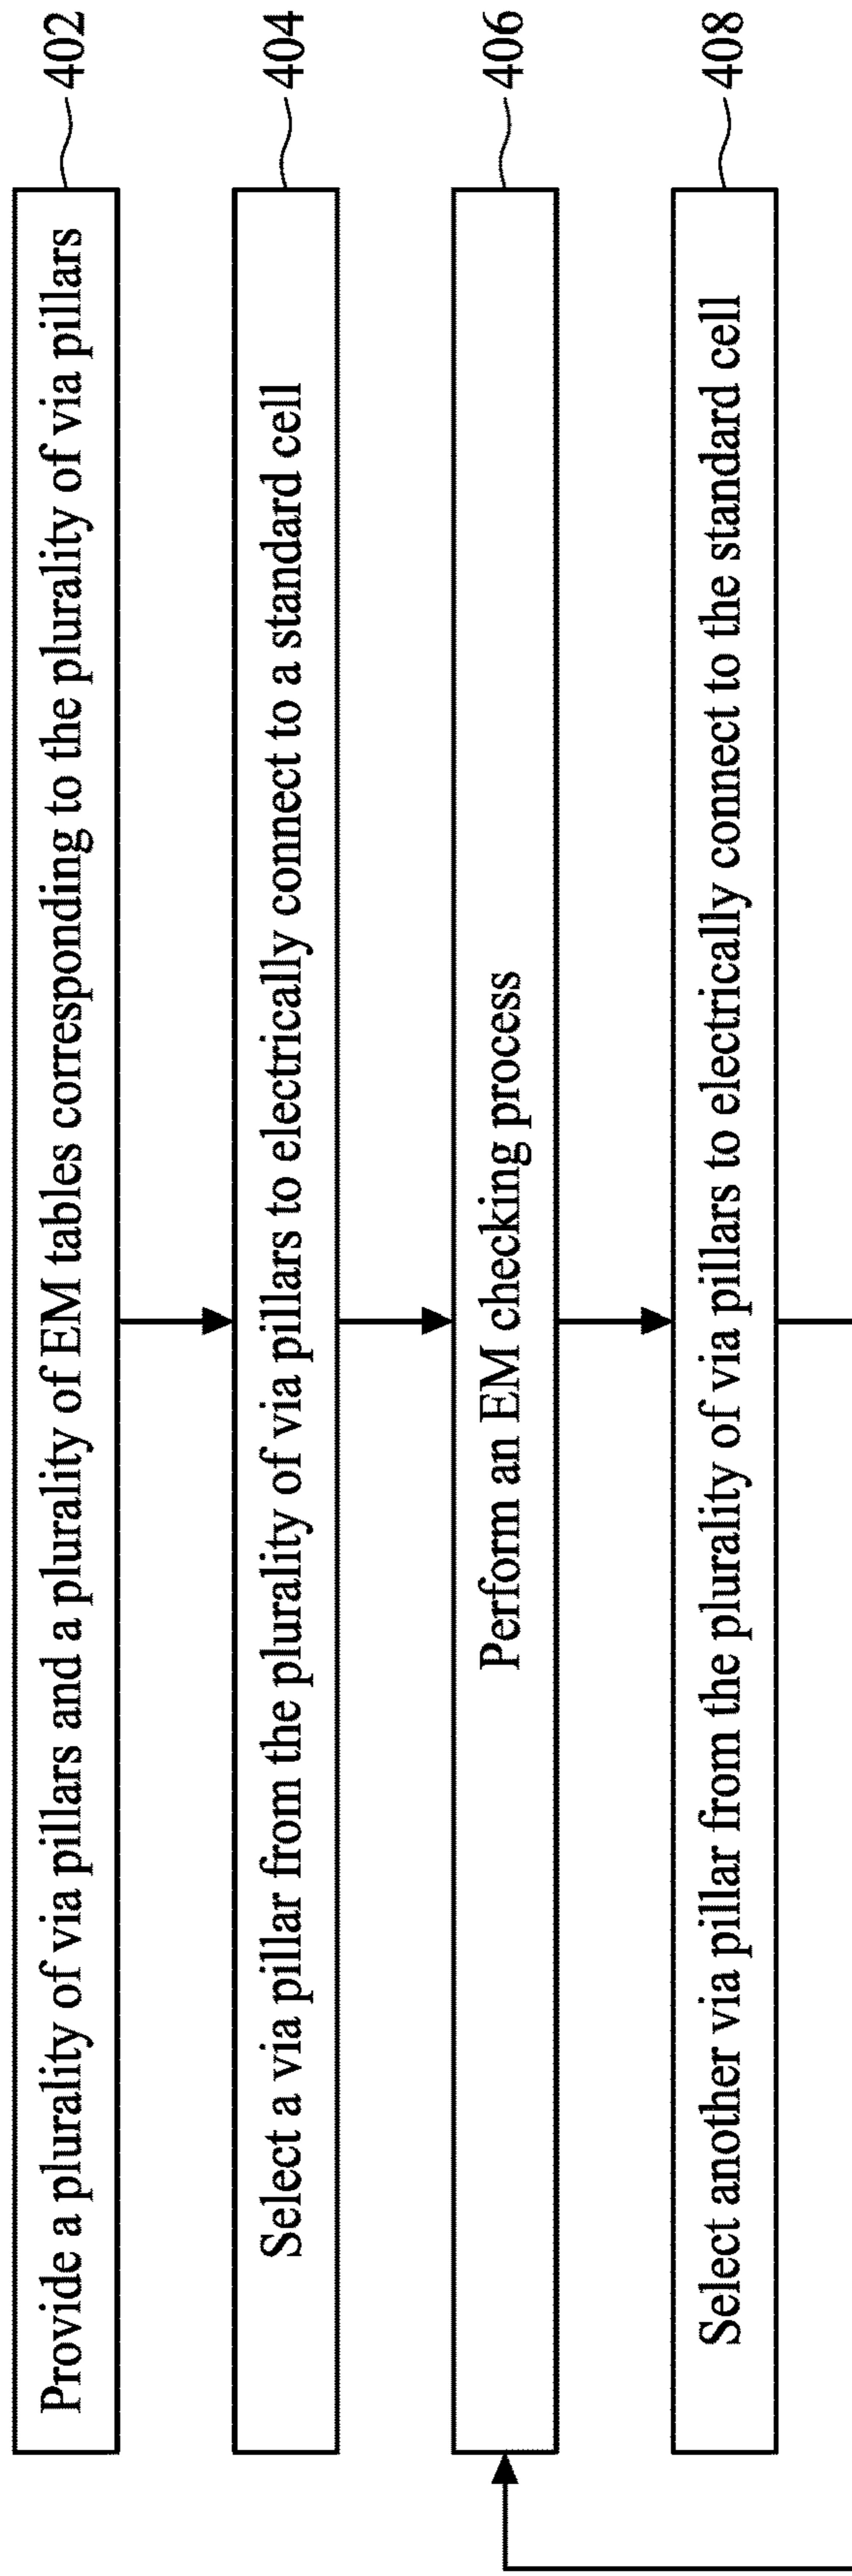 Provide a plurality of via pillars and a plurality of EM tables corresponding to the plurality of via pillars
402
Select a via pillar from the plurality of via pillars to electrically connect to a standard cell
404
Perform an EM checking process
406
Select another via pillar from the plurality of via pillars to electrically connect to the standard cell
408